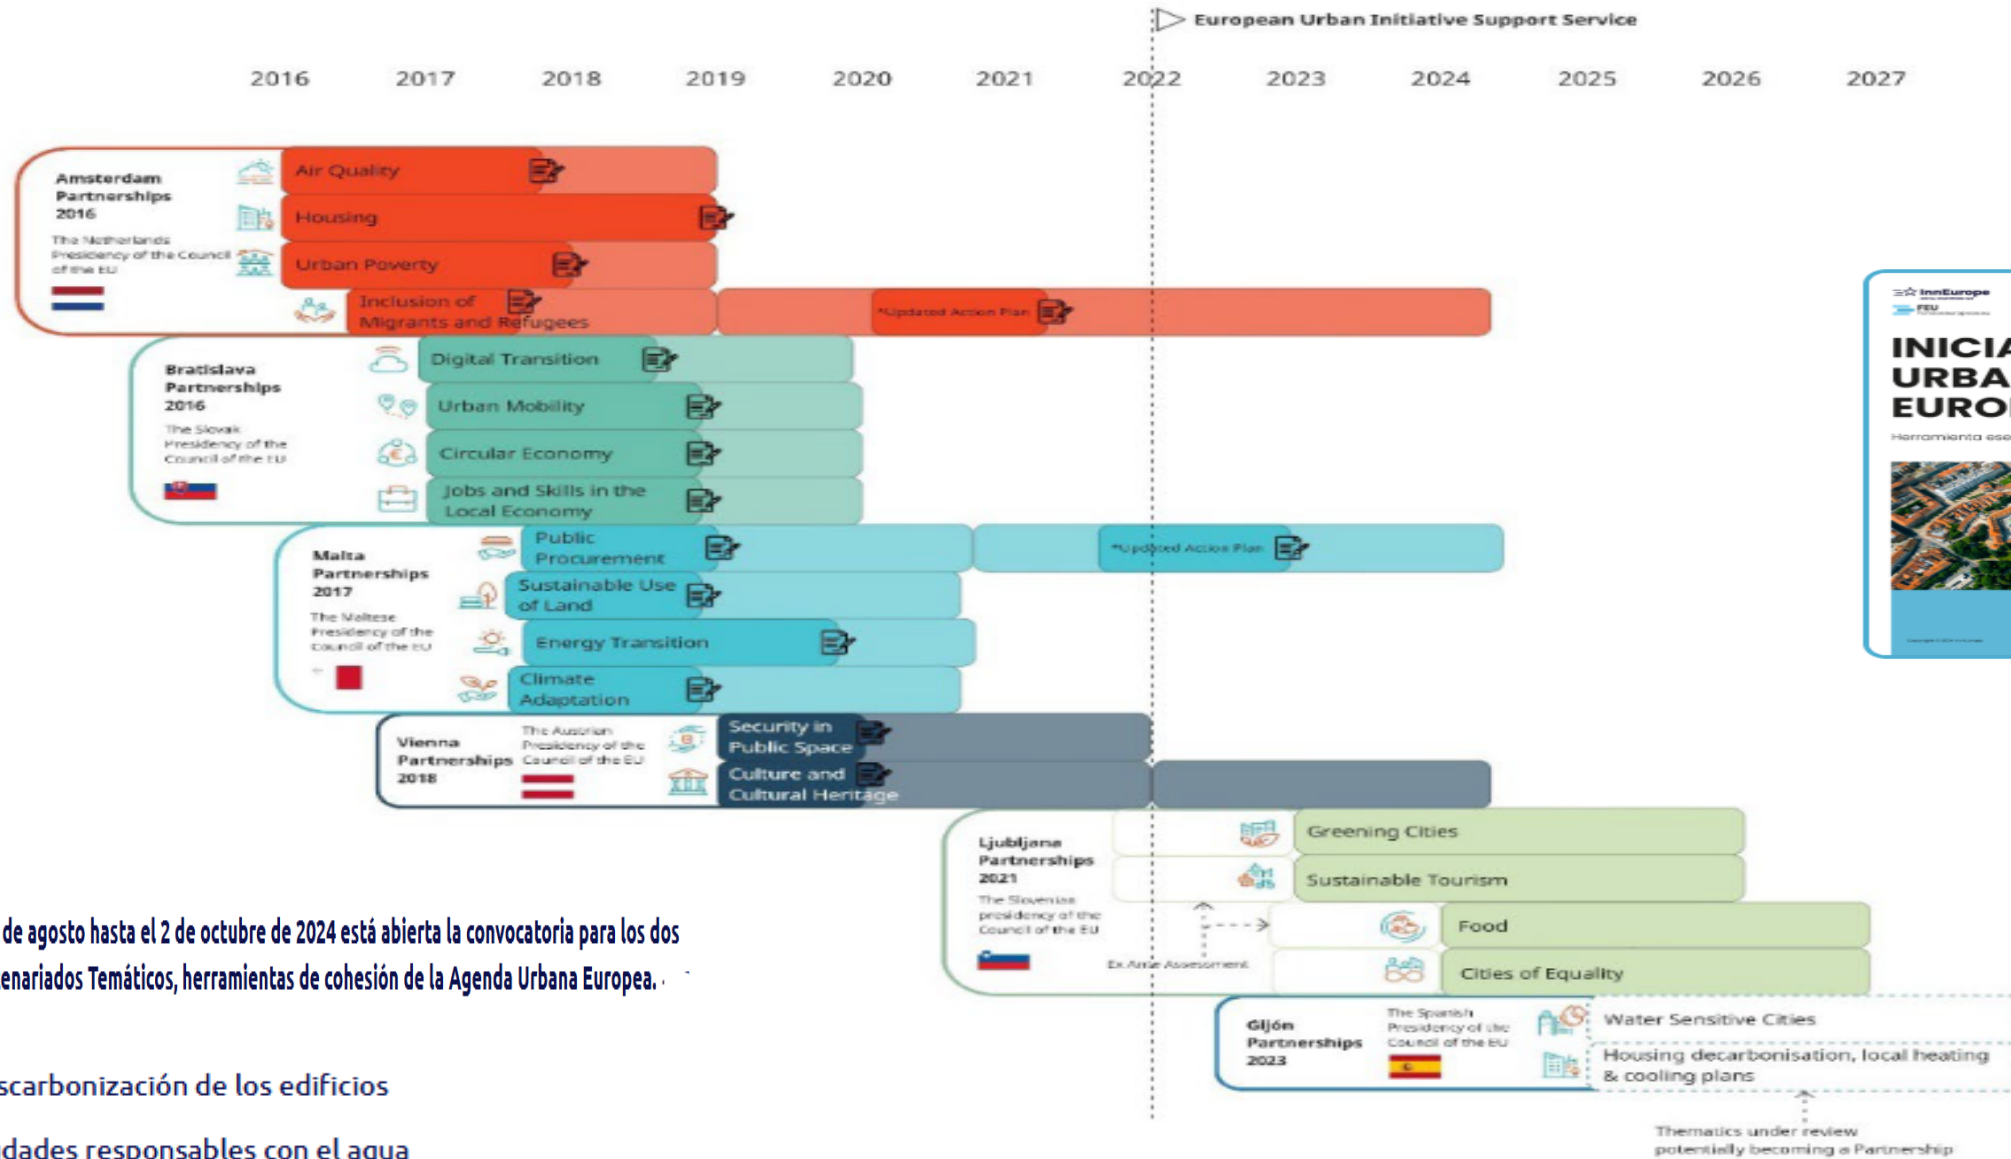 European Urban Initiative Support Service
2016 2017 2018 2019 2020 2021 2022 2023 2024 2025 2026 2027
Amsterdam
Partnerships
2016
The Netherlands
Presidency of the Council
of the EU
Air Quality
Housing
Urban Poverty
Inclusion of
Migrants and Refugees
*Updated Action Plan
Bratislava
Partnerships
2016
The Slovak
Presidency of the
Council of the EU
Digital Transition
Urban Mobility
Circular Economy
Jobs and Skills in the
Local Economy
Malta
Partnerships
2017
The Maltese
Presidency of the
Council of the EU
Public
Procurement
*Updated Action Plan
Sustainable Use
of Land
Energy Transition
Climate
Adaptation
Vienna
Partnerships
2018
The Austrian
Presidency of the
Council of the EU
Security in
Public Space
Culture and
Cultural Heritage
Ljubljana
Partnerships
2021
The Slovenian
presidency of the
Council of the EU
Greening Cities
Sustainable Tourism
Food
Cities of Equality
Ex Ante Assessment
Gijón
Partnerships
2023
The Spanish
Presidency of the
Council of the EU
Water Sensitive Cities
Housing decarbonisation, local heating
& cooling plans
Thematics under review
potentially becoming a Partnership
InnEurope
FEU
INICIA
URBA
EURO
Herramienta ese
de agosto hasta el 2 de octubre de 2024 está abierta la convocatoria para los dos
enariados Temáticos, herramientas de cohesión de la Agenda Urbana Europea.
scarbonización de los edificios
udades responsables con el agua